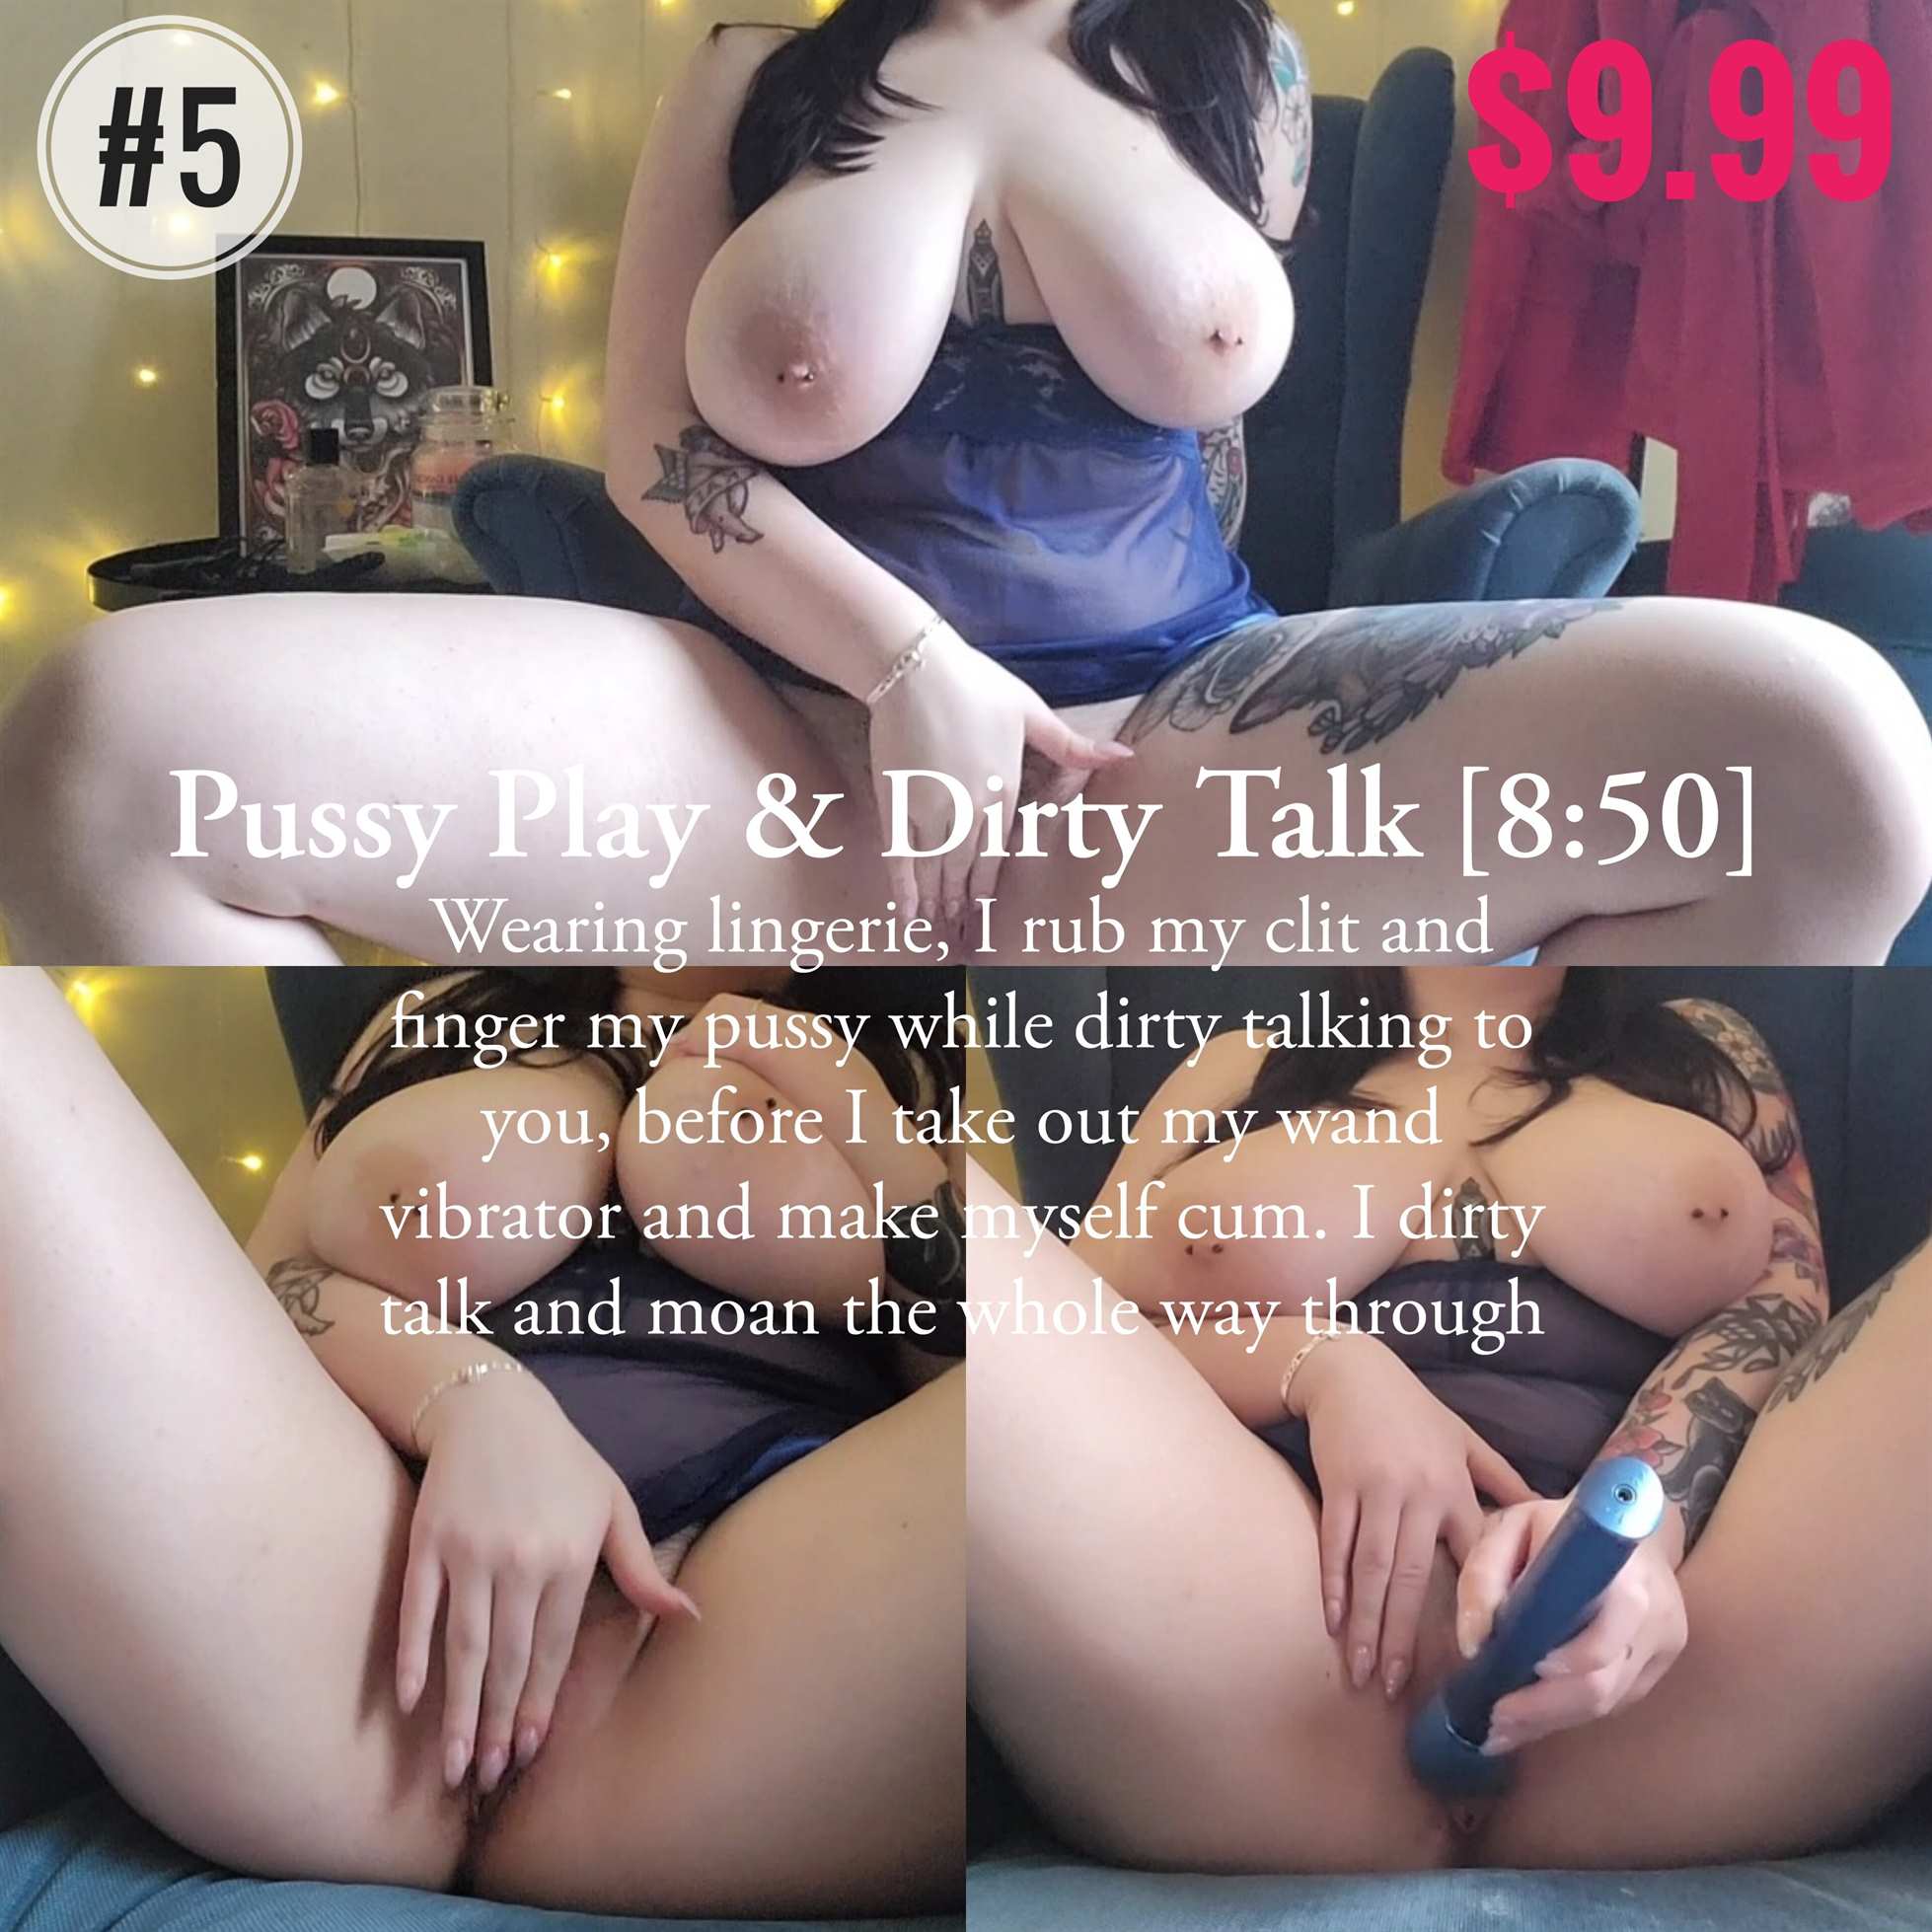 #5
$9.99
Pussy Play & Dirty Talk [8:50]
Wearing lingerie, I rub my clit and
finger my pussy while dirty talking to
you, before I take out my wand
vibrator and make myself cum. I dirty
talk and moan the whole way through